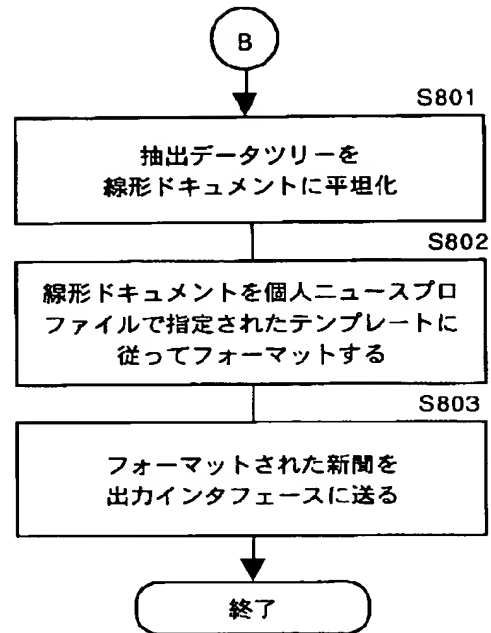 B
S801
抽出データツリーを
線形ドキュメントに平坦化
S802
線形ドキュメントを個人ニュースプロ
ファイルで指定されたテンプレートに
従ってフォーマットする
S803
フォーマットされた新聞を
出力インタフェースに送る
終了